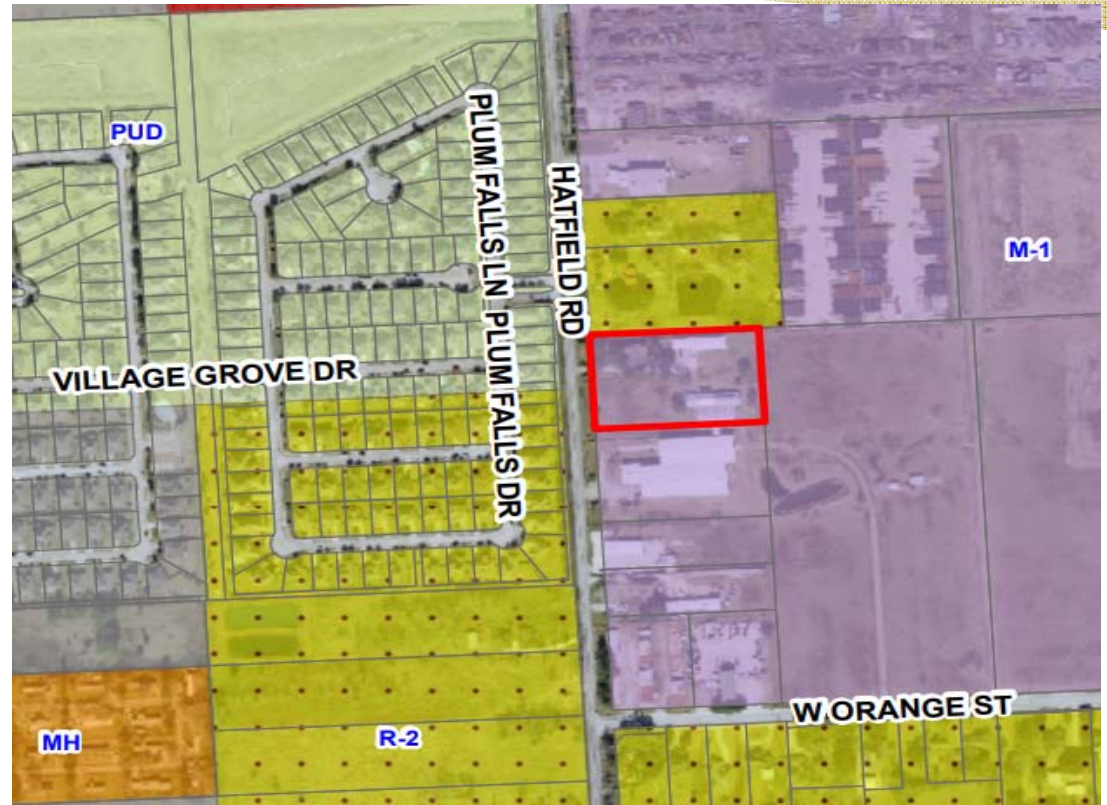 PUD
PLUM FALLS LN
HATFIELD RD
M-1
PLUM FALLS DR
VILLAGE GROVE DR
W ORANGE ST
MH
R-2